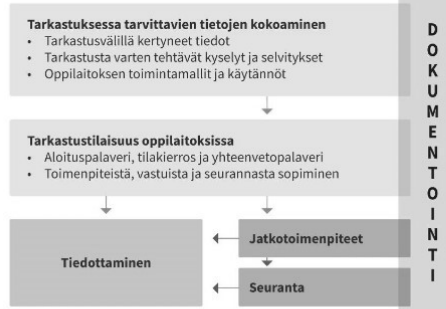 Tarkastuksessa tarvittavien tietojen kokoaminen
• Tarkastusvälillä kertyneet tiedot
• Tarkastusta varten tehtävät kyselyt ja selvitykset
• Oppilaitoksen toimintamallit ja käytännöt
Tarkastustilaisuus oppilaitoksissa
• Aloituspalaveri, tilakierros ja yhteenvetopalaveri
• Toimenpiteistä, vastuista ja seurannasta sopiminen
Tiedottaminen
Jatkotoimenpiteet
Seuranta
DOKUMENTOINTI